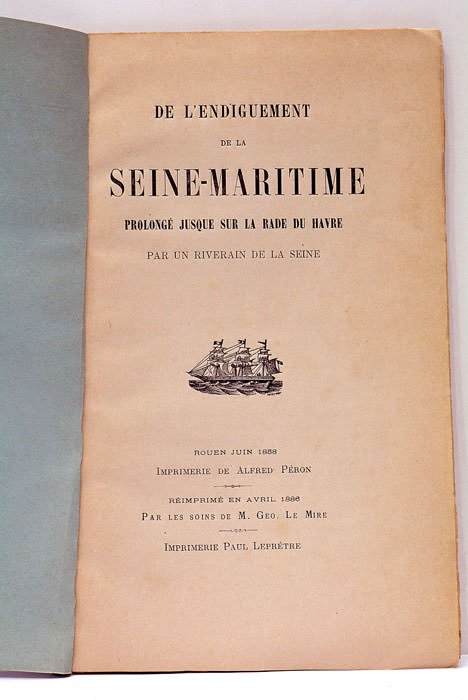 DE L'ENDIGUEMENT
DE LA
SEINE-MARITIME
PROLONGÉ JUSQUE SUR LA RADE DU HAVRE
PAR UN RIVERAIN DE LA SEINE
ROUEN JUIN 1858
IMPRIMERIE DE ALFRED PÉRON
RÉIMPRIMÉ EN AVRIL 1886
PAR LES SOINS DE M. GEO. LE MIRE
IMPRIMERIE PAUL LEPRÊTRE